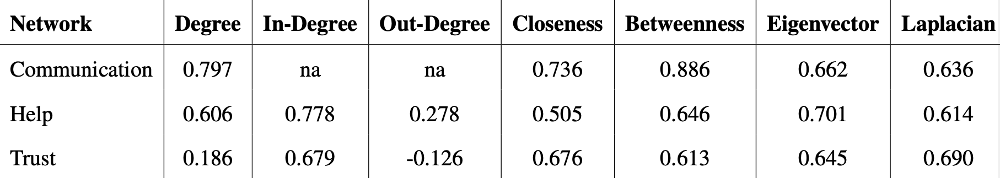 Network Degree In-Degree Out-Degree Closeness Betweenness Eigenvector Laplacian
Communication 0.797 na na 0.736 0.886 0.662 0.636
Help 0.606 0.778 0.278 0.505 0.646 0.701 0.614
Trust 0.186 0.679 -0.126 0.676 0.613 0.645 0.690